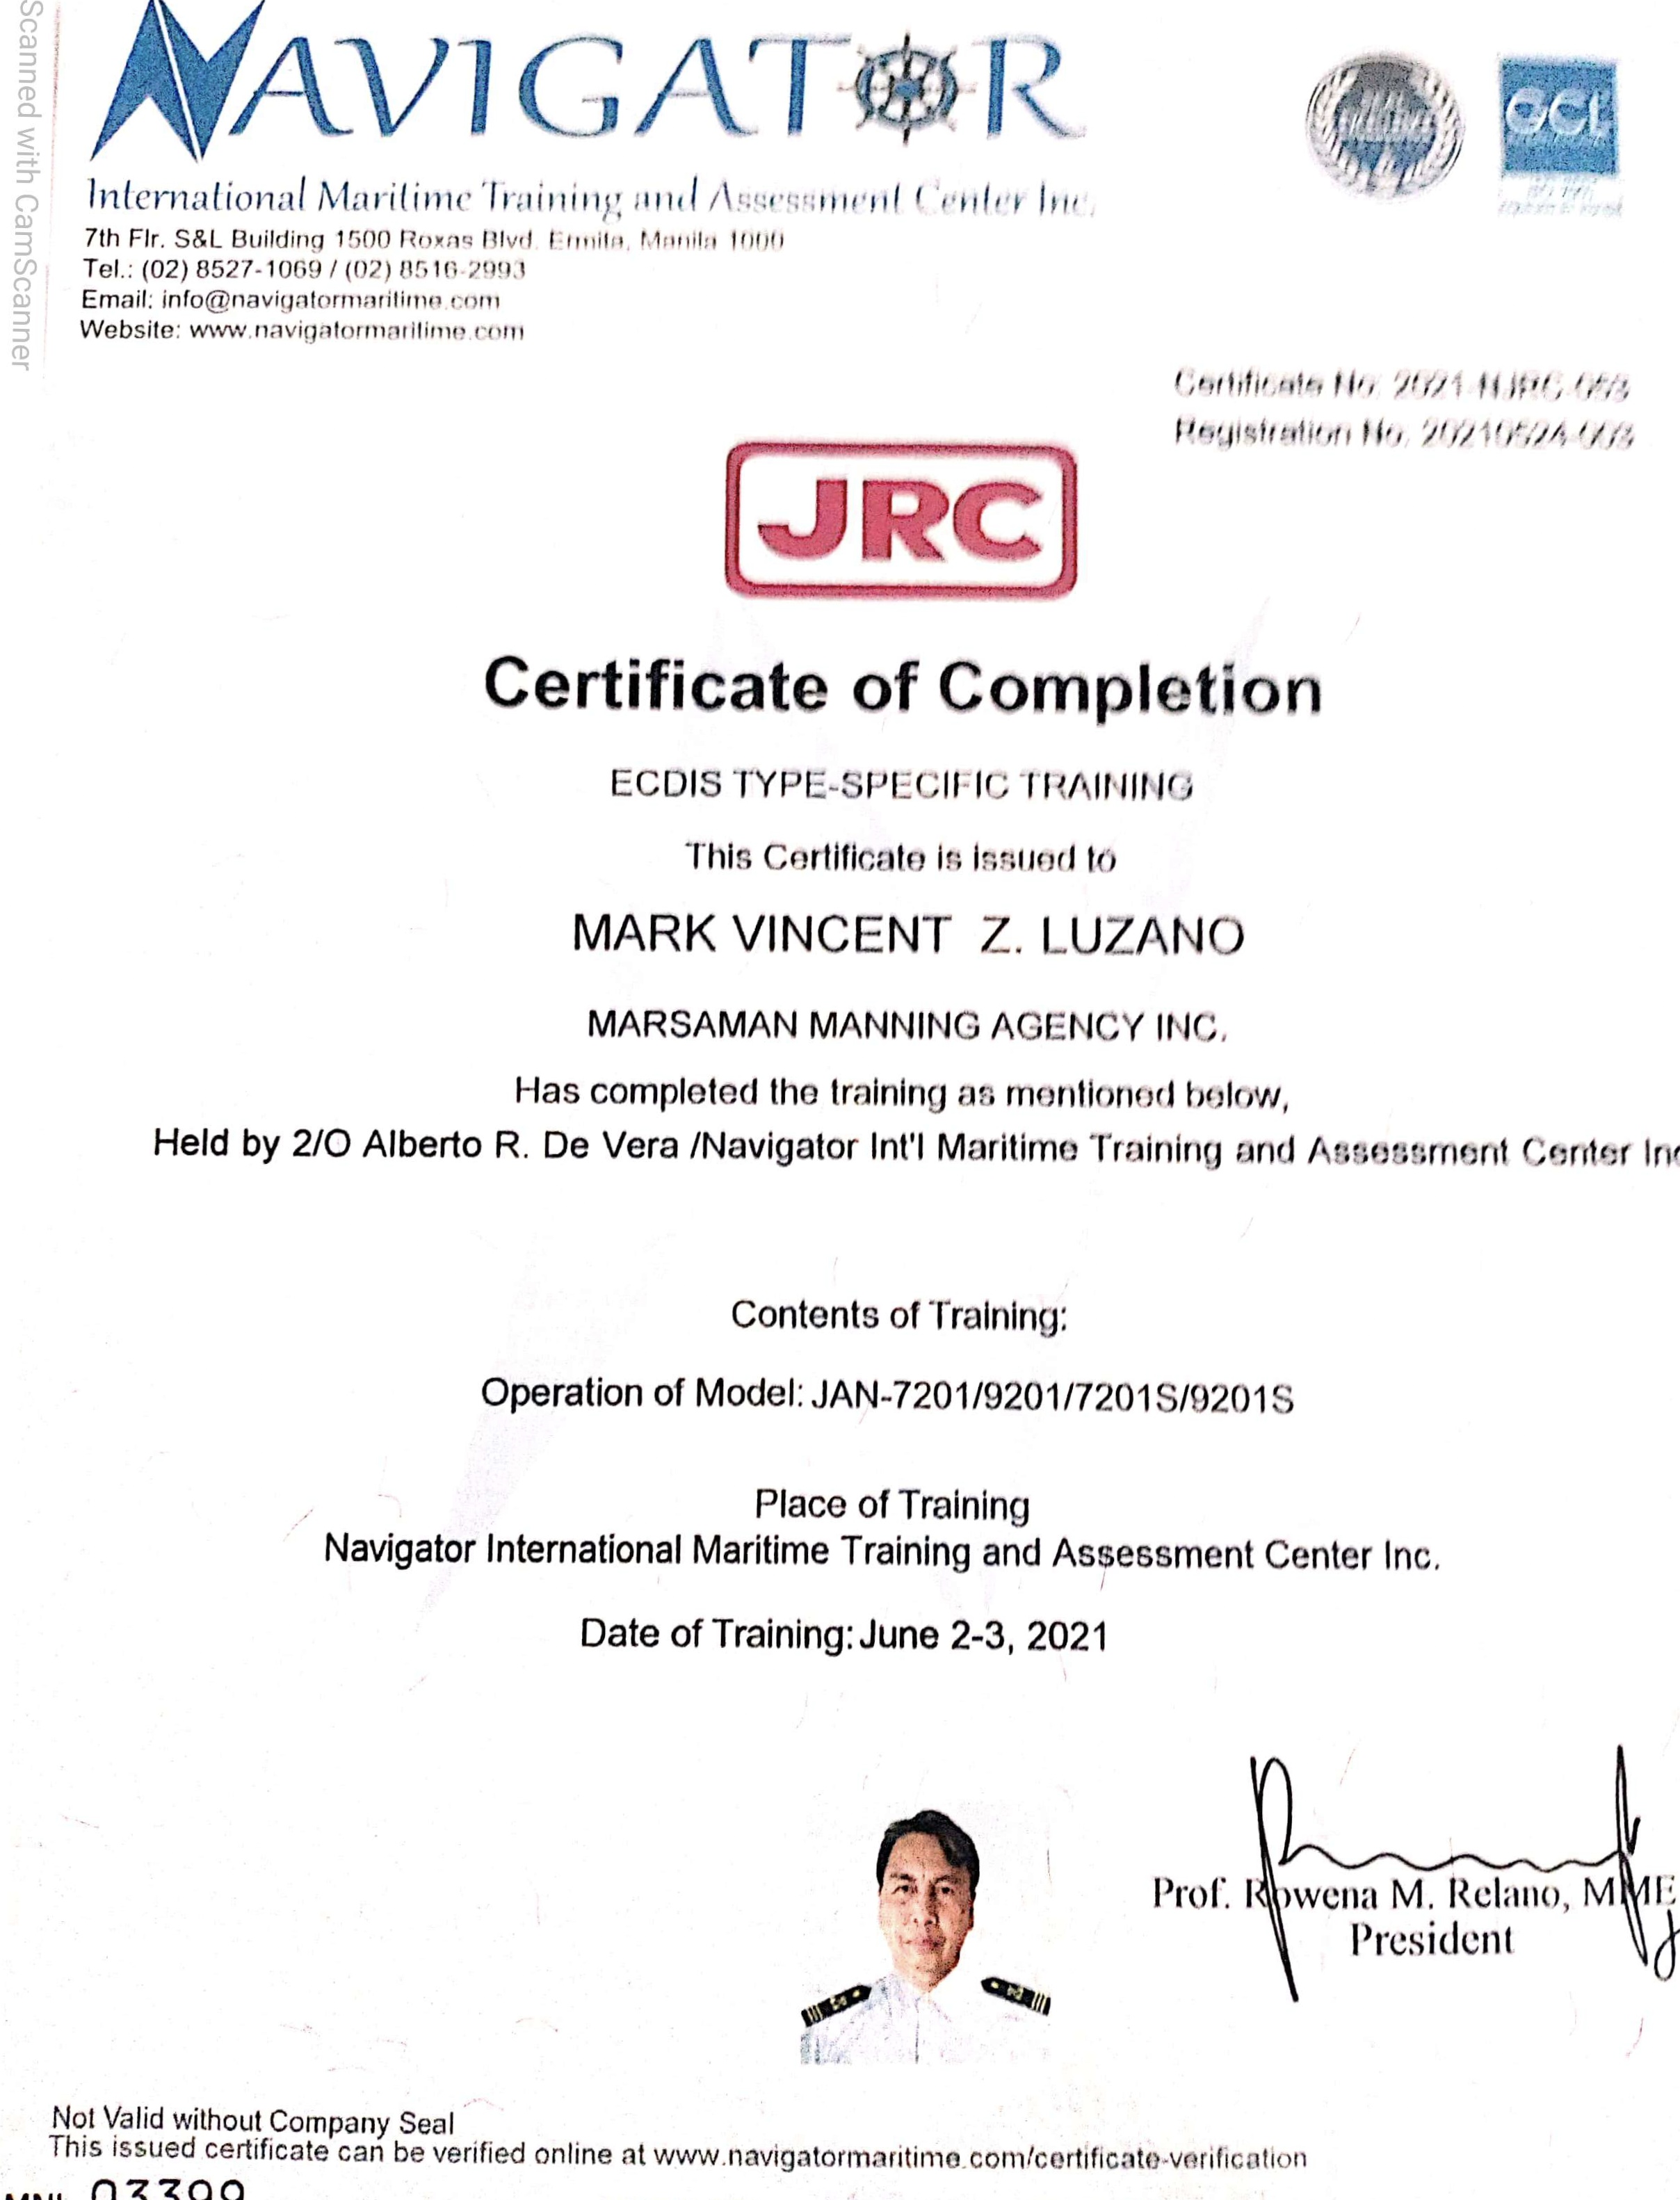 Scanned with CamScanner
NAVIGATOR
International Maritime Training and Assessment Center Inc.
7th Flr. S&L Building 1500 Roxas Blvd. Ermita, Manila 1000
Tel.: (02) 8527-1069 / (02) 8516-2993
Email: info@navigatormaritime.com
Website: www.navigatormaritime.com
GCL
Certificate No. 2021-NJRC-053
Registration No. 20210524-003
JRC
Certificate of Completion
ECDIS TYPE-SPECIFIC TRAINING
This Certificate is issued to
MARK VINCENT Z. LUZANO
MARSAMAN MANNING AGENCY INC.
Has completed the training as mentioned below,
Held by 2/O Alberto R. De Vera /Navigator Int'l Maritime Training and Assessment Center Inc
Contents of Training:
Operation of Model: JAN-7201/9201/7201S/9201S
Place of Training
Navigator International Maritime Training and Assessment Center Inc.
Date of Training: June 2-3, 2021
Prof. Rowena M. Relano, MME
President
Not Valid without Company Seal
This issued certificate can be verified online at www.navigatormaritime.com/certificate-verification
MNL 03399